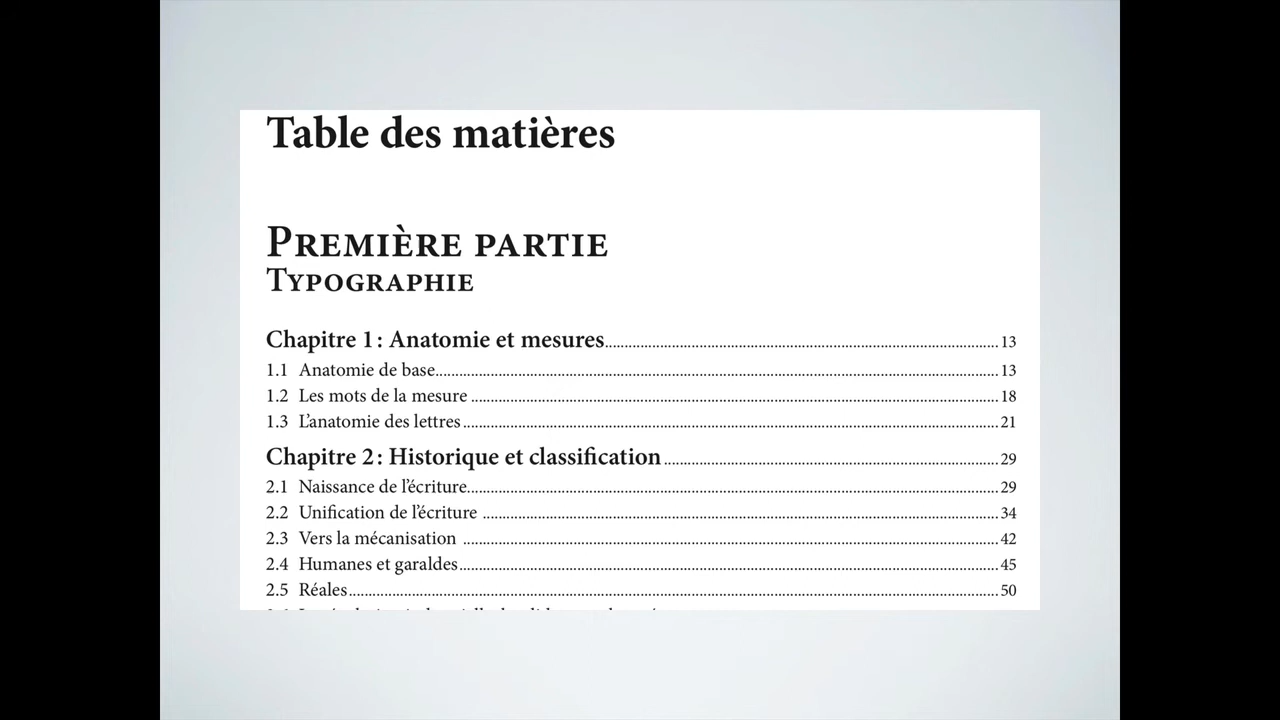 Table des matières
Première partie
Typographie
Chapitre 1 : Anatomie et mesures 13
1.1 Anatomie de base 13
1.2 Les mots de la mesure 18
1.3 L’anatomie des lettres 21
Chapitre 2 : Historique et classification 29
2.1 Naissance de l’écriture 29
2.2 Unification de l’écriture 34
2.3 Vers la mécanisation 42
2.4 Humanes et garaldes 45
2.5 Réales 50